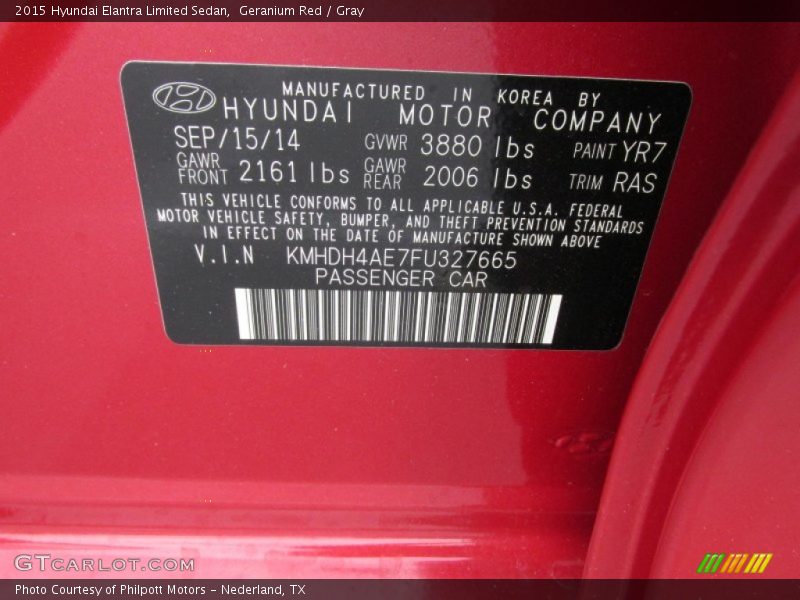 2015 Hyundai Elantra Limited Sedan,  Geranium Red / Gray
MANUFACTURED IN KOREA BY
HYUNDAI MOTOR COMPANY
SEP/15/14 GVWR 3880 lbs PAINT YR7
GAWR FRONT 2161 lbs GAWR REAR 2006 lbs TRIM RAS
THIS VEHICLE CONFORMS TO ALL APPLICABLE U.S.A. FEDERAL
MOTOR VEHICLE SAFETY, BUMPER, AND THEFT PREVENTION STANDARDS
IN EFFECT ON THE DATE OF MANUFACTURE SHOWN ABOVE
V.I.N KMHDH4AE7FU327665
PASSENGER CAR
GTCARLOT.COM
Photo Courtesy of Philpott Motors - Nederland, TX